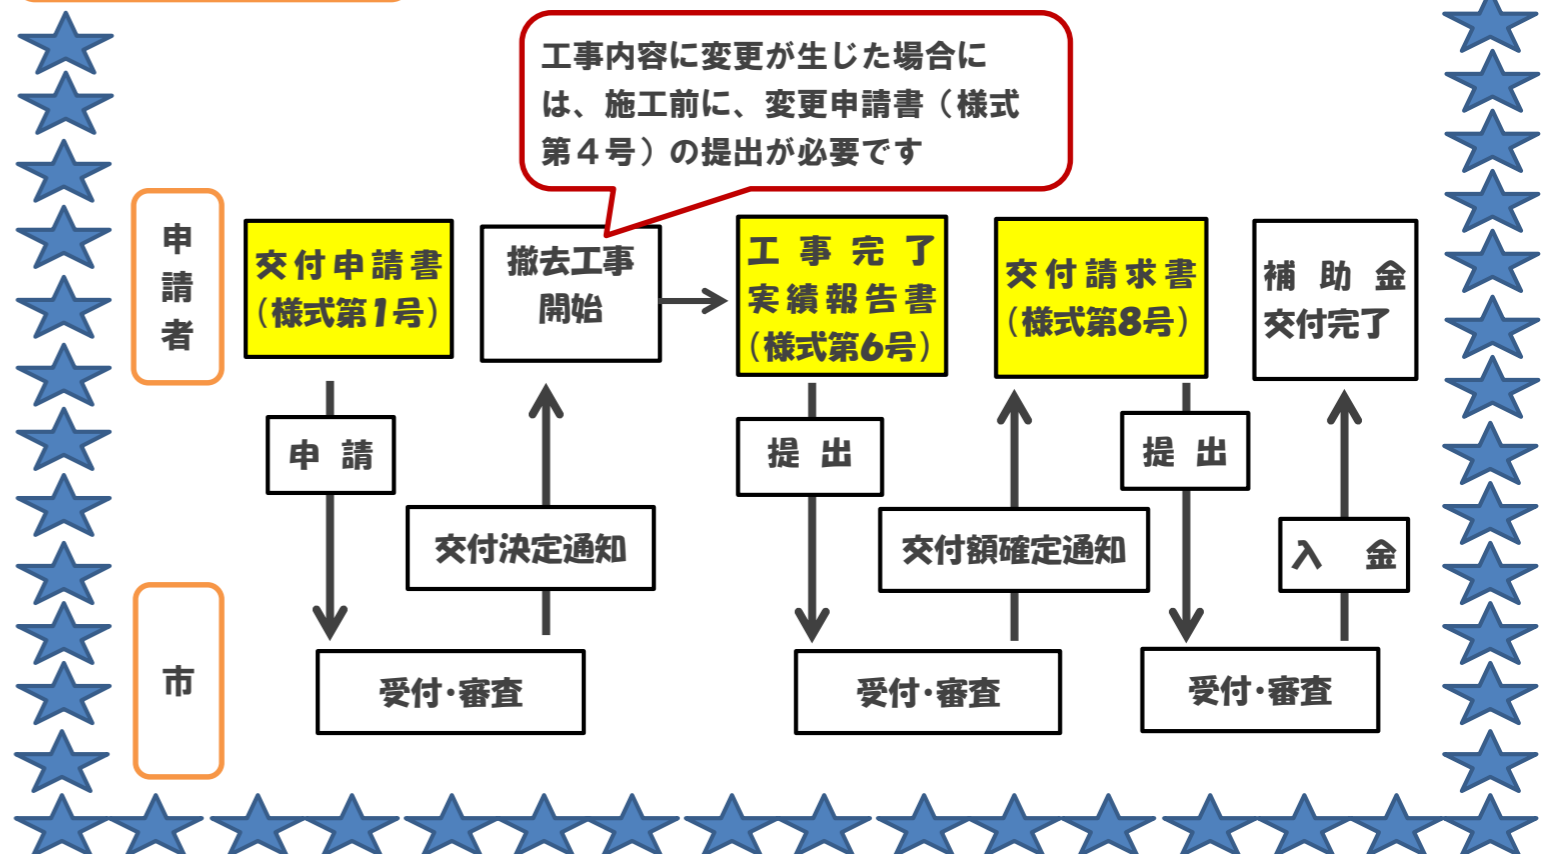 工事内容に変更が生じた場合に
は、施工前に、変更申請書（様式
第４号）の提出が必要です
申請者
交付申請書
（様式第1号）
撤去工事
開始
工事完了
実績報告書
（様式第6号）
交付請求書
（様式第8号）
補助金
交付完了
申請
提出
提出
交付決定通知
交付額確定通知
入金
市
受付・審査
受付・審査
受付・審査